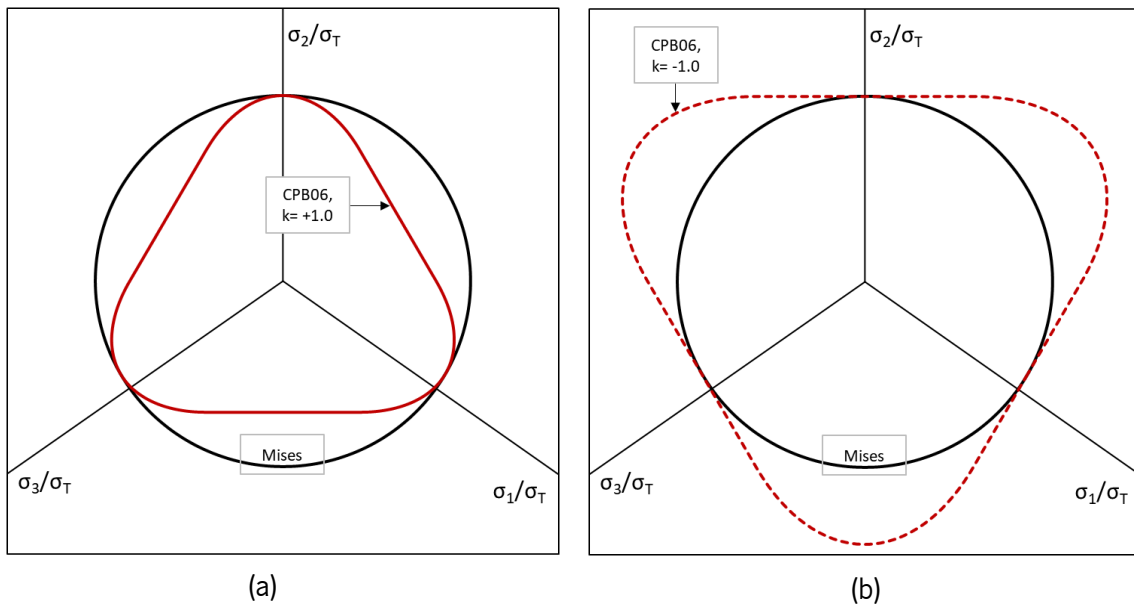 σ2/σT
CPB06,
k= +1.0
Mises
σ3/σT
σ1/σT
(a)
CPB06,
k= -1.0
σ2/σT
Mises
σ3/σT
σ1/σT
(b)